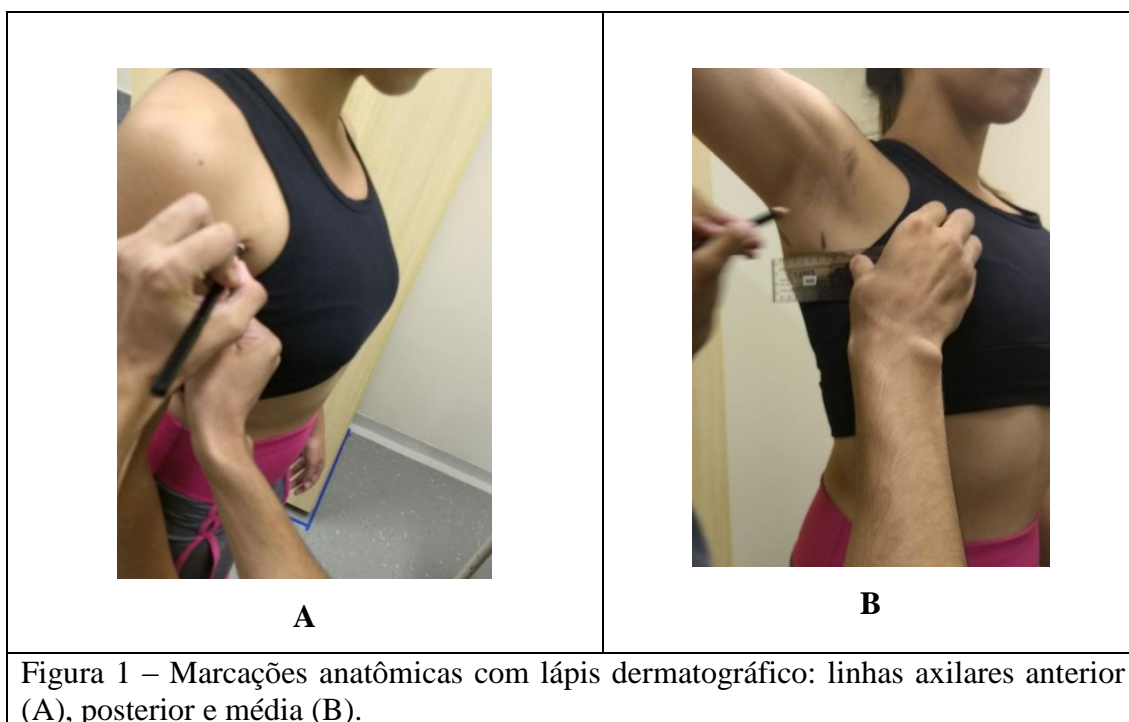 A
B
Figura 1 – Marcações anatômicas com lápis dermatográfico: linhas axilares anterior
(A), posterior e média (B).